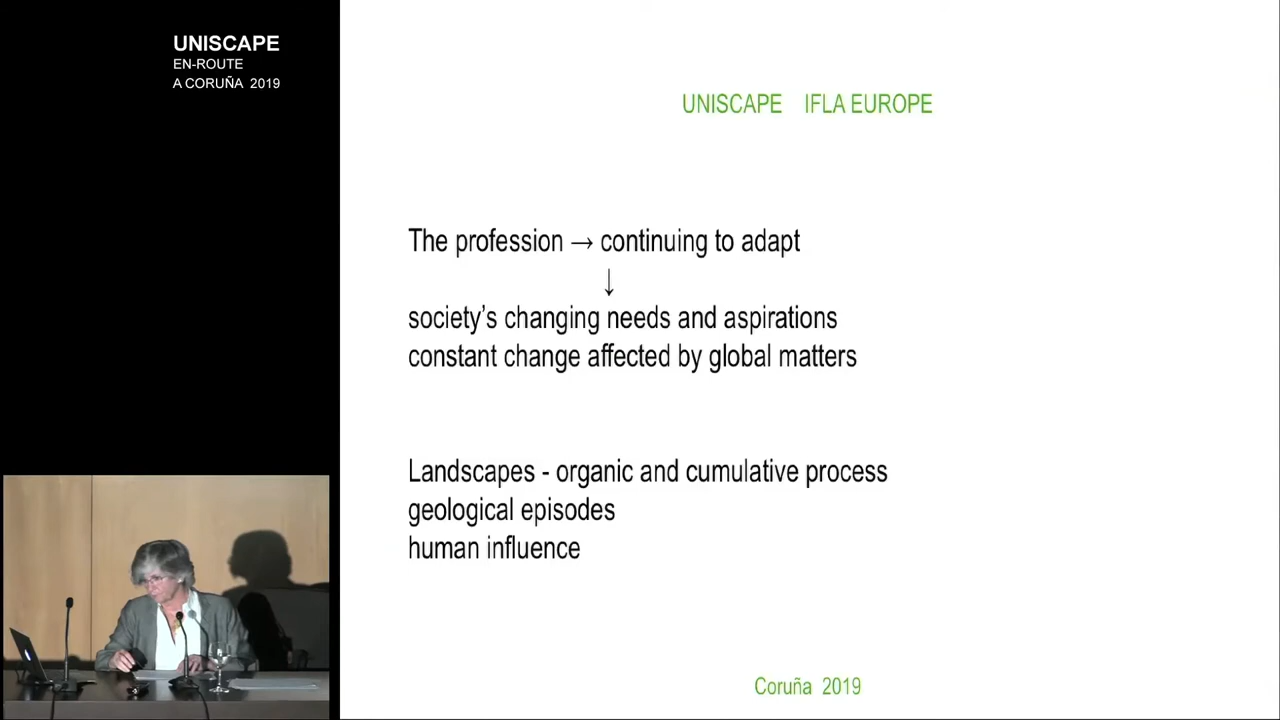 UNISCAPE
EN-ROUTE
A CORUÑA 2019
UNISCAPE IFLA EUROPE
The profession → continuing to adapt
↓
society's changing needs and aspirations
constant change affected by global matters
Landscapes - organic and cumulative process
geological episodes
human influence
Coruña 2019